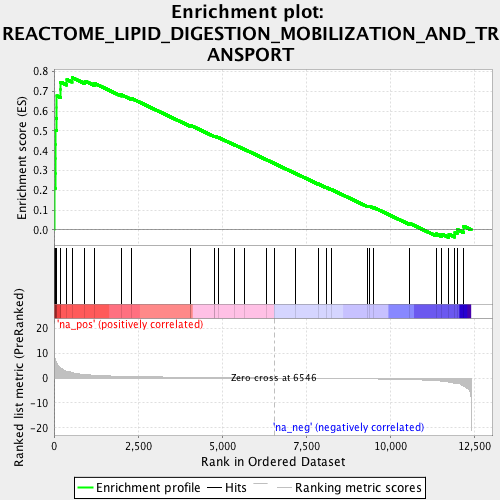 Enrichment plot:
REACTOME_LIPID_DIGESTION_MOBILIZATION_AND_TR
ANSPORT
Enrichment score (ES)
0.8
0.7
0.6
0.5
0.4
0.3
0.2
0.1
0.0
'na_pos' (positively correlated)
Ranked list metric (PreRanked)
20
10
0
-10
-20
Zero cross at 6546
'na_neg' (negatively correlated)
0
2,500
5,000
7,500
10,000
12,500
Rank in Ordered Dataset
Enrichment profile
Hits
Ranking metric scores